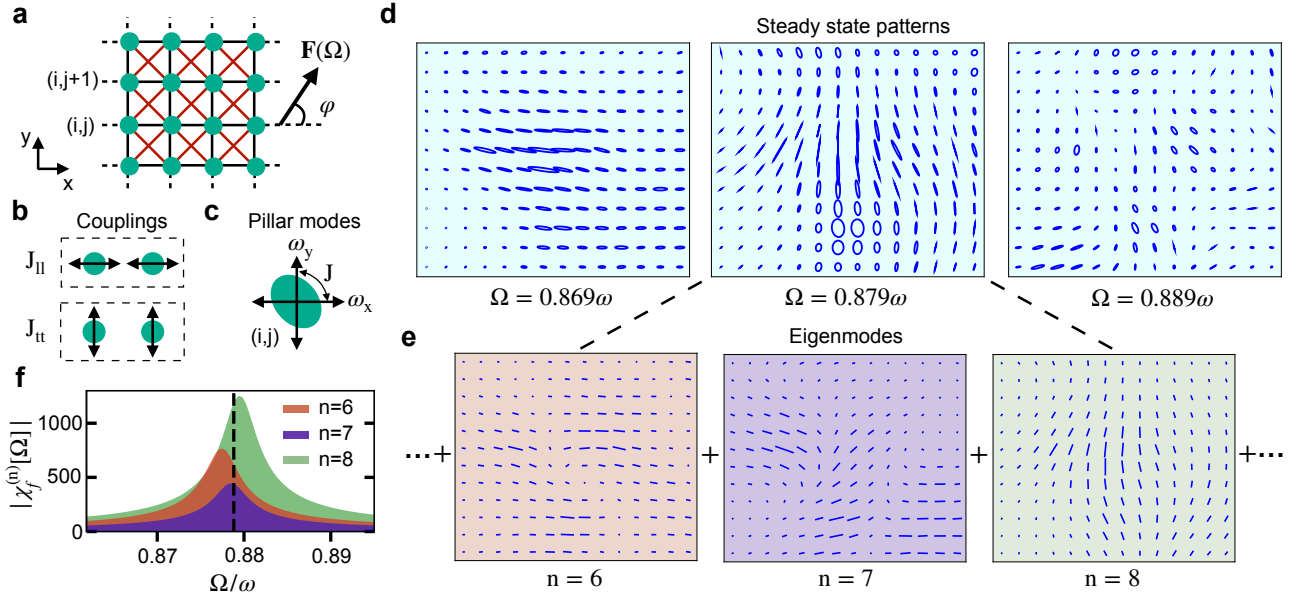 a
(i,j+1)
(i,j)
F(Ω)
φ
y
x
b
Couplings
J_ll
J_tt
c
Pillar modes
ω_y
J
ω_x
(i,j)
d
Steady state patterns
Ω = 0.869ω
Ω = 0.879ω
Ω = 0.889ω
e
Eigenmodes
...+
+
+
+...
n = 6
n = 7
n = 8
f
|χ_f^(n)[Ω]|
1000
500
0
n=6
n=7
n=8
0.87
0.88
0.89
Ω/ω